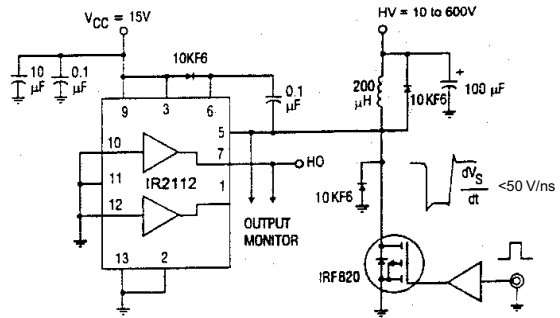 V_CC = 15V
HV = 10 to 600V
10KF6
10 µF
0.1 µF
0.1 µF
200 µH
10KF6
+
100 µF
9
3
6
5
10
7
HO
11
IR2112
1
12
OUTPUT MONITOR
13
2
10KF6
dV_S
dt
<50 V/ns
IRF820